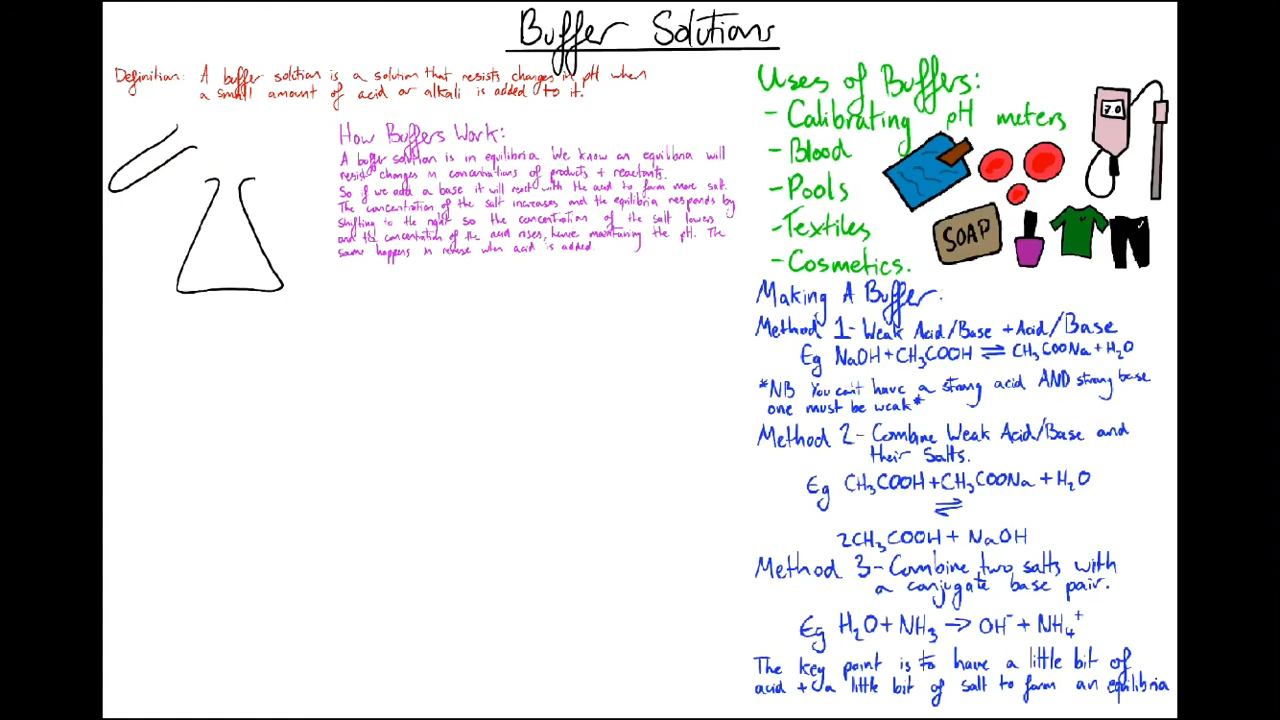 Buffer Solutions
Definition: A buffer solution is a solution that resists changes in pH when
a small amount of acid or alkali is added to it.
How Buffers Work:
A buffer solution is in equilibria We know an equilibria will
resist changes in concentrations of products + reactants.
So if we add a base it will react with the acid to form more salt.
The concentration of the salt increases and the equilibria responds by
shifting to the right so the concentration of the salt lowers
and the concentration of the acid rises, hence maintaining the pH. The
same happens in reverse when acid is added.
Uses of Buffers:
- Calibrating pH meters
- Blood
- Pools
- Textiles
- Cosmetics.
7.0
SOAP
Making A Buffer.
Method 1- Weak Acid/Base + Acid/Base
Eg NaOH + CH₃COOH ⇌ CH₃COONa + H₂O
*NB You can't have a strong acid AND strong base
one must be weak*
Method 2- Combine Weak Acid/Base and
their Salts.
Eg CH₃COOH + CH₃COONa + H₂O
⇌
2CH₃COOH + NaOH
Method 3- Combine two salts with
a conjugate base pair.
Eg H₂O + NH₃ → OH⁻ + NH₄⁺
The key point is to have a little bit of
acid + a little bit of salt to form an equilibria